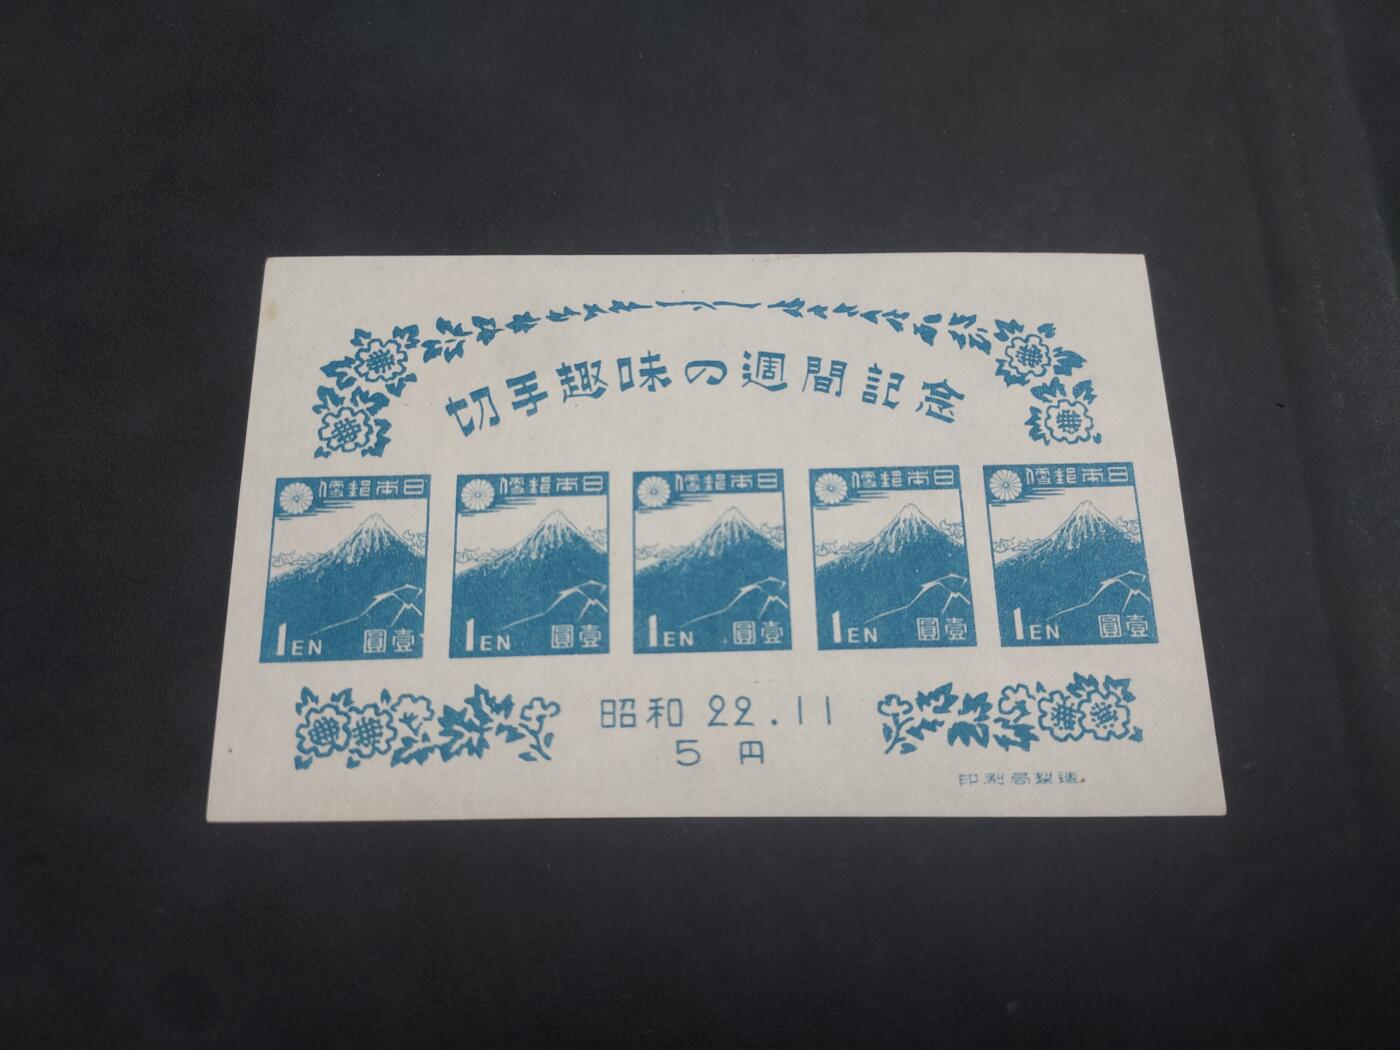 切手趣味の週間記念
便郵本日 便郵本日 便郵本日 便郵本日 便郵本日
1EN 圓壹 1EN 圓壹 1EN 圓壹 1EN 圓壹 1EN 圓壹
昭和 22.11
5 円
印刷局製造